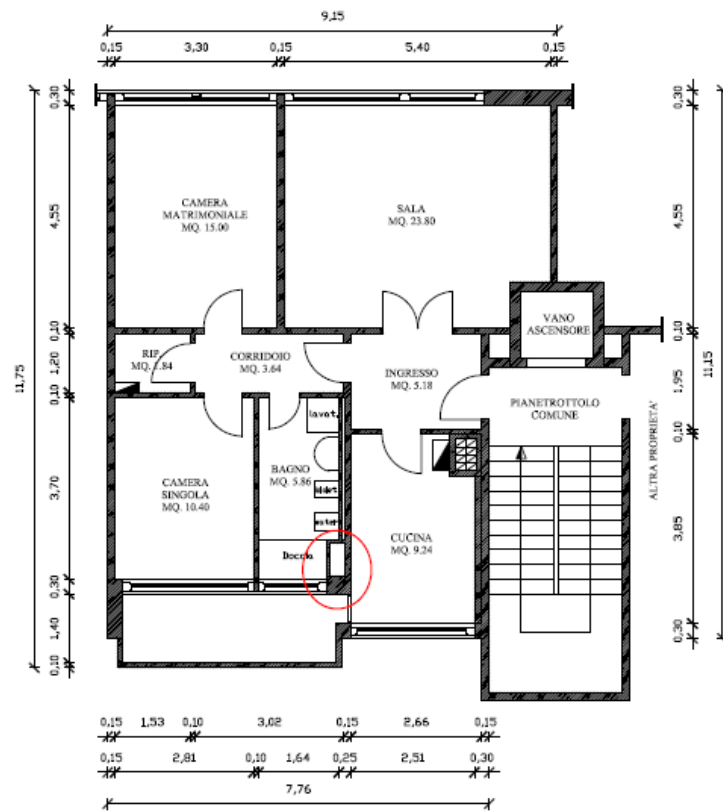 9,15
0,15 3,30 0,15 5,40 0,15
0,30
4,55
0,10
1,20
0,10
3,70
0,30
1,40
0,10
11,75
CAMERA
MATRIMONIALE
MQ. 15.00
SALA
MQ. 23.80
VANO
ASCENSORE
RIP.
MQ. 1.84
CORRIDOIO
MQ. 3.64
INGRESSO
MQ. 5.18
PIANETROTTOLO
COMUNE
lavat.
BAGNO
MQ. 5.86
bidet
water
Doccia
CAMERA
SINGOLA
MQ. 10.40
CUCINA
MQ. 9.24
ALTRA PROPRIETA'
0,30
4,55
0,10
1,95
0,10
3,85
0,30
11,15
0,15 1,53 0,10 3,02 0,15 2,66 0,15
0,15 2,81 0,10 1,64 0,25 2,51 0,30
7,76